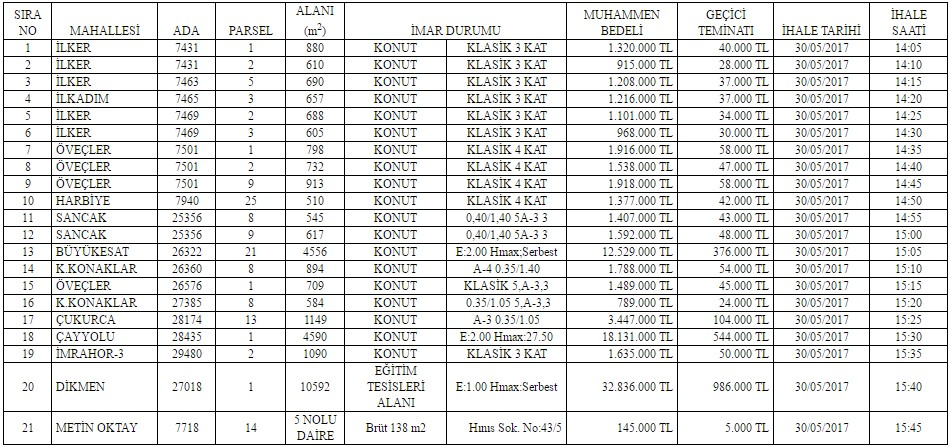 SIRA NO MAHALLESİ ADA PARSEL ALANI (m²) İMAR DURUMU MUHAMMEN BEDELİ GEÇİCİ TEMİNATI İHALE TARİHİ İHALE SAATİ
1 İLKER 7431 1 880 KONUT KLASİK 3 KAT 1.320.000 TL 40.000 TL 30/05/2017 14:05
2 İLKER 7431 2 610 KONUT KLASİK 3 KAT 915.000 TL 28.000 TL 30/05/2017 14:10
3 İLKER 7463 5 690 KONUT KLASİK 3 KAT 1.208.000 TL 37.000 TL 30/05/2017 14:15
4 İLKADIM 7465 3 657 KONUT KLASİK 3 KAT 1.216.000 TL 37.000 TL 30/05/2017 14:20
5 İLKER 7469 2 688 KONUT KLASİK 3 KAT 1.101.000 TL 34.000 TL 30/05/2017 14:25
6 İLKER 7469 3 605 KONUT KLASİK 3 KAT 968.000 TL 30.000 TL 30/05/2017 14:30
7 ÖVEÇLER 7501 1 798 KONUT KLASİK 4 KAT 1.916.000 TL 58.000 TL 30/05/2017 14:35
8 ÖVEÇLER 7501 2 732 KONUT KLASİK 4 KAT 1.538.000 TL 47.000 TL 30/05/2017 14:40
9 ÖVEÇLER 7501 9 913 KONUT KLASİK 4 KAT 1.918.000 TL 58.000 TL 30/05/2017 14:45
10 HARBİYE 7940 25 510 KONUT KLASİK 4 KAT 1.377.000 TL 42.000 TL 30/05/2017 14:50
11 SANCAK 25356 8 545 KONUT 0,40/1,40 5A-3 3 1.407.000 TL 43.000 TL 30/05/2017 14:55
12 SANCAK 25356 9 617 KONUT 0,40/1,40 5A-3 3 1.592.000 TL 48.000 TL 30/05/2017 15:00
13 BÜYÜKESAT 26322 21 4556 KONUT E:2.00 Hmax;Serbest 12.529.000 TL 376.000 TL 30/05/2017 15:05
14 K.KONAKLAR 26360 8 894 KONUT A-4 0.35/1.40 1.788.000 TL 54.000 TL 30/05/2017 15:10
15 ÖVEÇLER 26576 1 709 KONUT KLASİK 5,A-3,3 1.489.000 TL 45.000 TL 30/05/2017 15:15
16 K.KONAKLAR 27385 8 584 KONUT 0.35/1.05 5,A-3,3 789.000 TL 24.000 TL 30/05/2017 15:20
17 ÇUKURCA 28174 13 1149 KONUT A-3 0.35/1.05 3.447.000 TL 104.000 TL 30/05/2017 15:25
18 ÇAYYOLU 28435 1 4590 KONUT E:2.00 Hmax:27.50 18.131.000 TL 544.000 TL 30/05/2017 15:30
19 İMRAHOR-3 29480 2 1090 KONUT KLASİK 3 KAT 1.635.000 TL 50.000 TL 30/05/2017 15:35
20 DİKMEN 27018 1 10592 EĞİTİM TESİSLERİ ALANI E:1.00 Hmax:Serbest 32.836.000 TL 986.000 TL 30/05/2017 15:40
21 METİN OKTAY 7718 14 5 NOLU DAİRE Brüt 138 m2 Hınıs Sok. No:43/5 145.000 TL 5.000 TL 30/05/2017 15:45